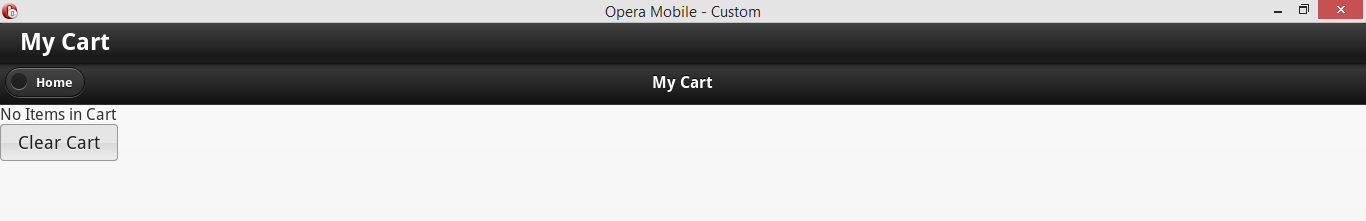 Opera Mobile - Custom
My Cart
Home
My Cart
No Items in Cart
Clear Cart